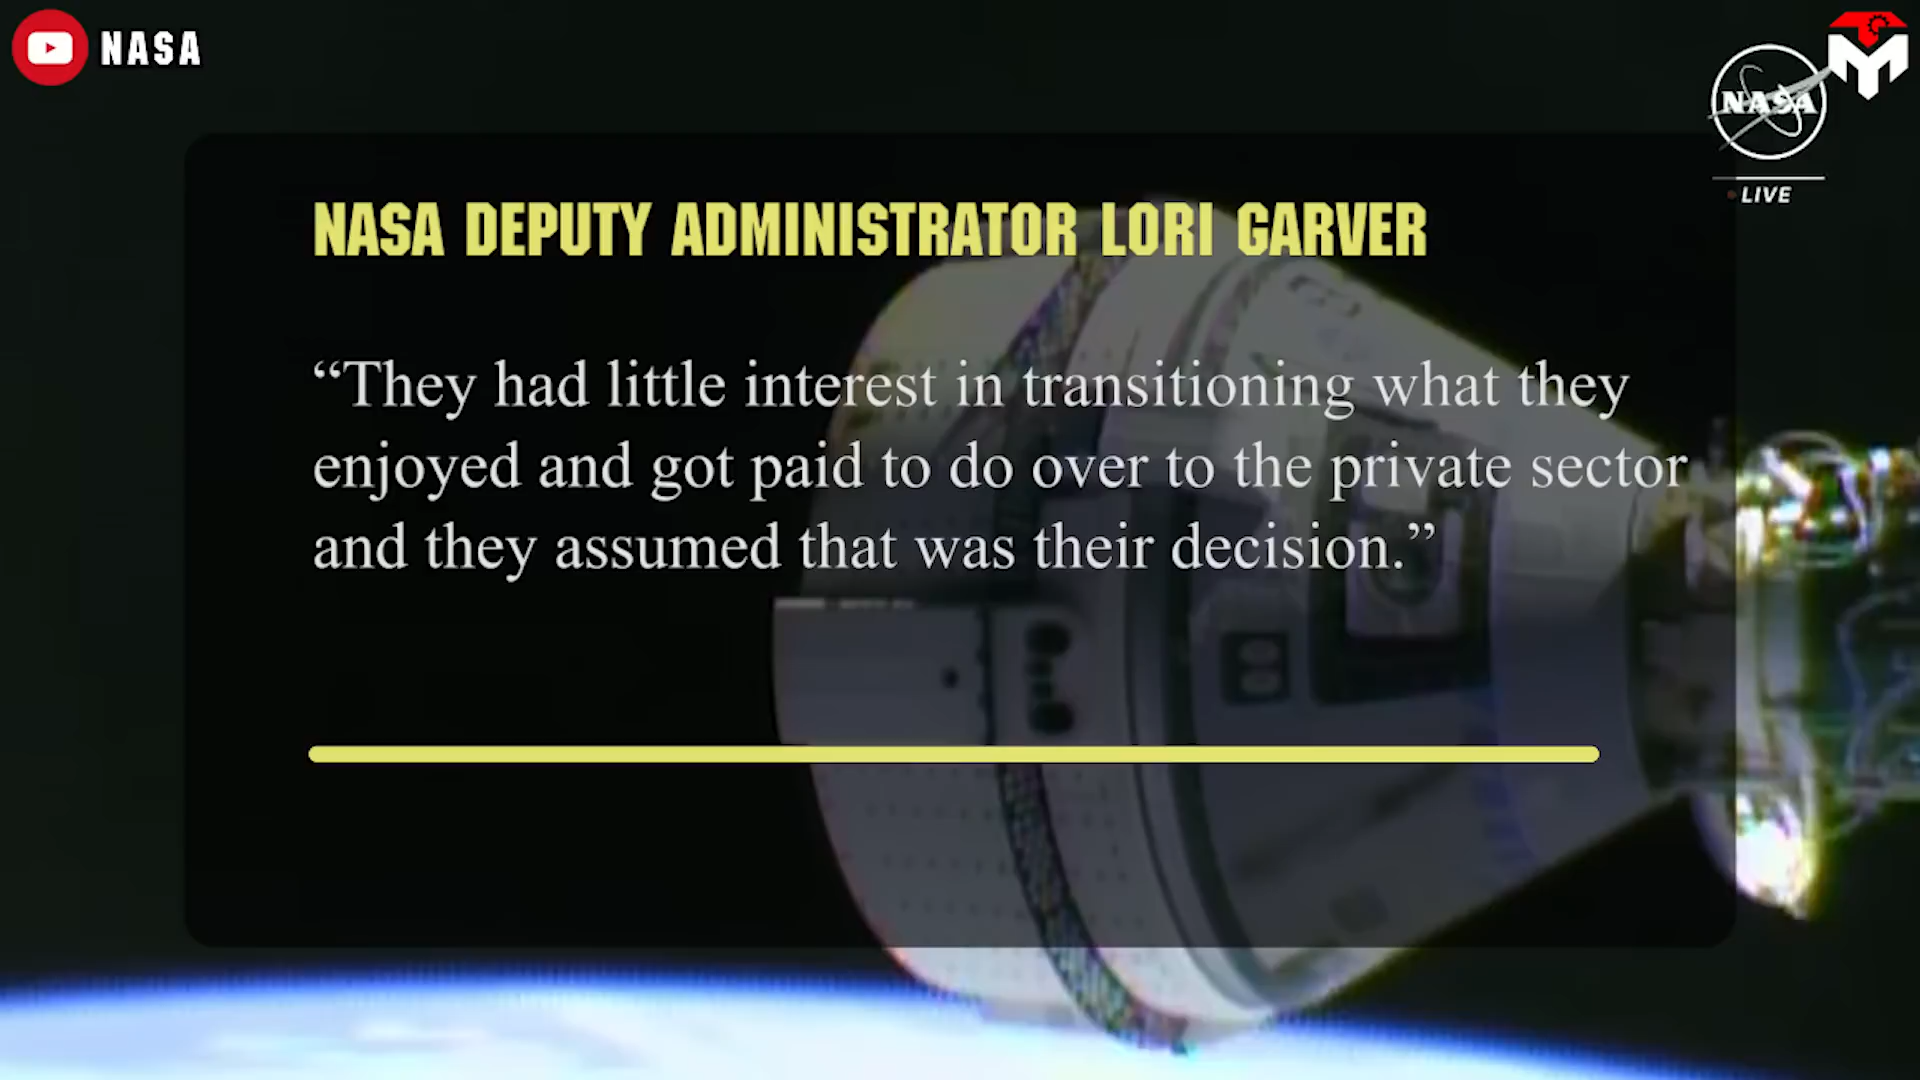 NASA
NASA
LIVE
NASA DEPUTY ADMINISTRATOR LORI GARVER
“They had little interest in transitioning what they
enjoyed and got paid to do over to the private sector
and they assumed that was their decision.”